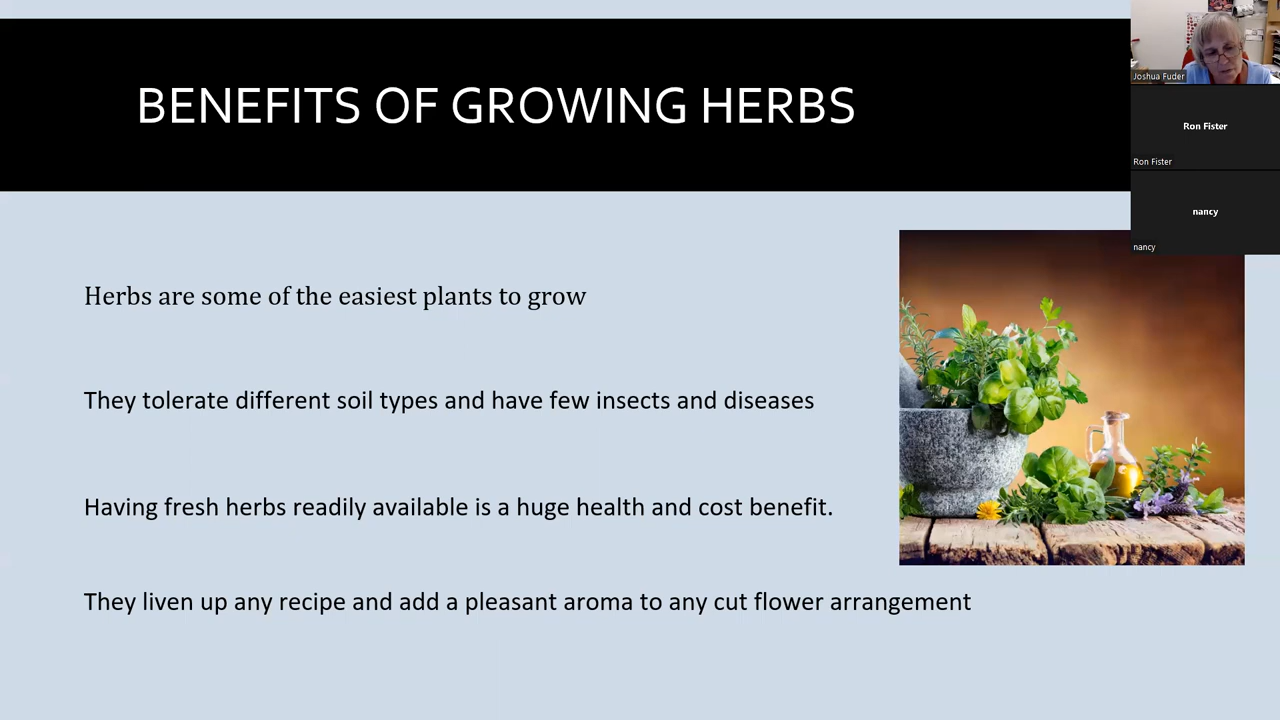 BENEFITS OF GROWING HERBS
Joshua Fuder
Ron Fister
Ron Fister
nancy
nancy
Herbs are some of the easiest plants to grow
They tolerate different soil types and have few insects and diseases
Having fresh herbs readily available is a huge health and cost benefit.
They liven up any recipe and add a pleasant aroma to any cut flower arrangement